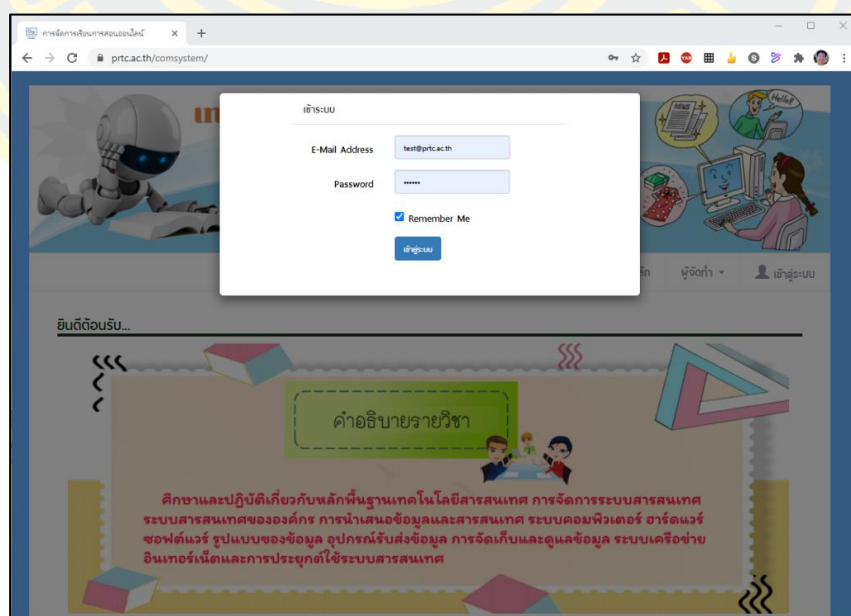 การจัดการเรียนการสอนออนไลน์
prtc.ac.th/comsystem/
NEWS
Hello!
เข้าระบบ
E-Mail Address
test@prtc.ac.th
Password
••••••
Remember Me
เข้าสู่ระบบ
ผู้จัดทำ
เข้าสู่ระบบ
ยินดีต้อนรับ...
คำอธิบายรายวิชา
ศึกษาและปฏิบัติเกี่ยวกับหลักพื้นฐานเทคโนโลยีสารสนเทศ การจัดการระบบสารสนเทศ
ระบบสารสนเทศขององค์กร การนำเสนอข้อมูลและสารสนเทศ ระบบคอมพิวเตอร์ ฮาร์ดแวร์
ซอฟต์แวร์ รูปแบบของข้อมูล อุปกรณ์รับส่งข้อมูล การจัดเก็บและดูแลข้อมูล ระบบเครือข่าย
อินเทอร์เน็ตและการประยุกต์ใช้ระบบสารสนเทศ